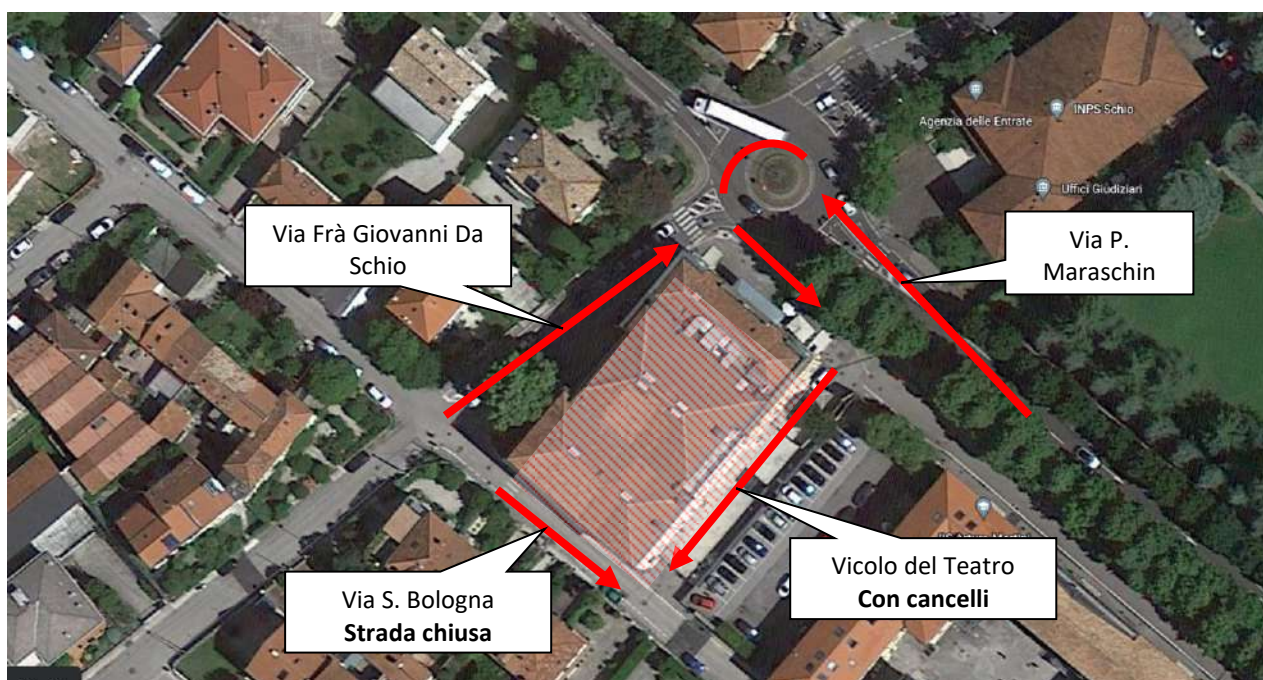 Agenzia delle Entrate
INPS Schio
Uffici Giudiziari
Via Frà Giovanni Da
Schio
Via P.
Maraschin
Vicolo del Teatro
Con cancelli
Via S. Bologna
Strada chiusa